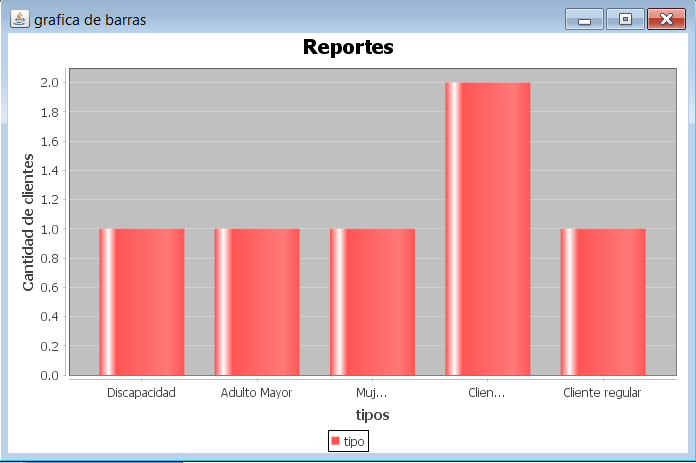 grafica de barras
Reportes
Cantidad de clientes
2.0
1.8
1.6
1.4
1.2
1.0
0.8
0.6
0.4
0.2
0.0
Discapacidad Adulto Mayor Muj... Clien... Cliente regular
tipos
tipo